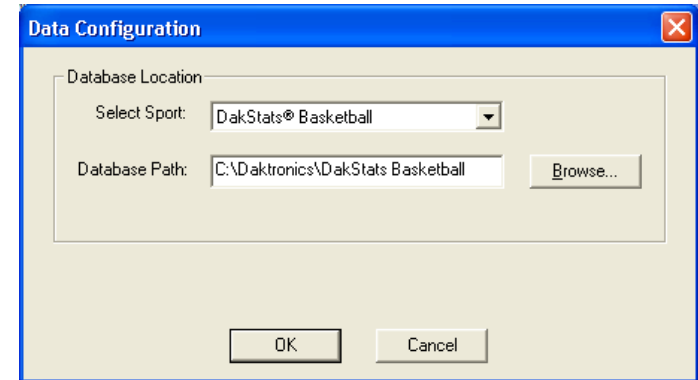 Data Configuration
Database Location
Select Sport: DakStats® Basketball
Database Path: C:\Daktronics\DakStats Basketball Browse...
OK Cancel